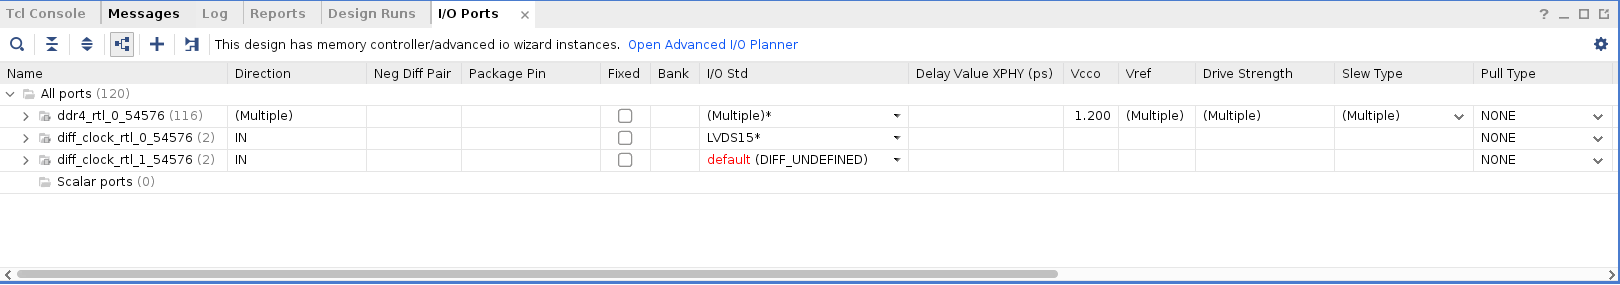 Tcl Console Messages Log Reports Design Runs I/O Ports
This design has memory controller/advanced io wizard instances. Open Advanced I/O Planner
Name Direction Neg Diff Pair Package Pin Fixed Bank I/O Std Delay Value XPHY (ps) Vcco Vref Drive Strength Slew Type Pull Type
All ports (120)
ddr4_rtl_0_54576 (116) (Multiple) (Multiple)* 1.200 (Multiple) (Multiple) (Multiple) NONE
diff_clock_rtl_0_54576 (2) IN LVDS15* NONE
diff_clock_rtl_1_54576 (2) IN default (DIFF_UNDEFINED) NONE
Scalar ports (0)